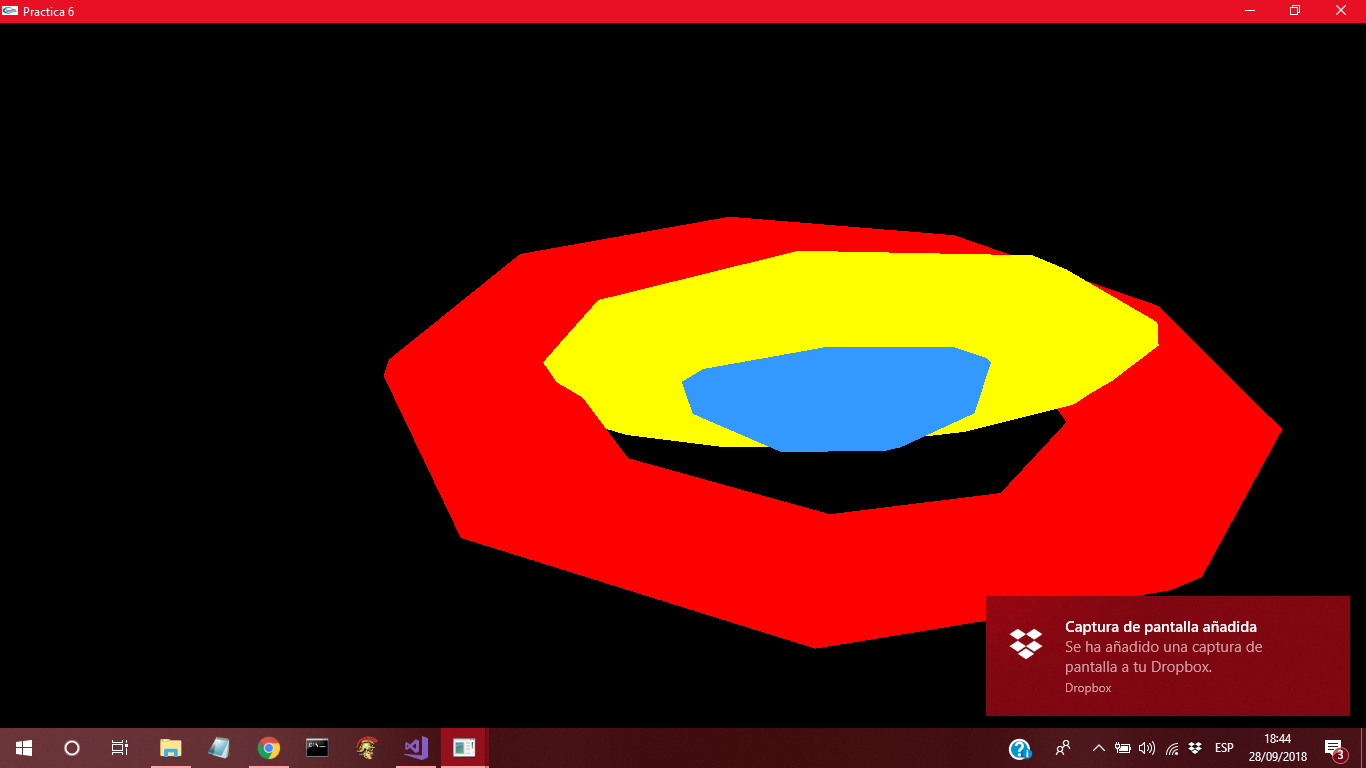 Practica 6
Captura de pantalla añadida
Se ha añadido una captura de
pantalla a tu Dropbox.
Dropbox
ESP
18:44
28/09/2018
3